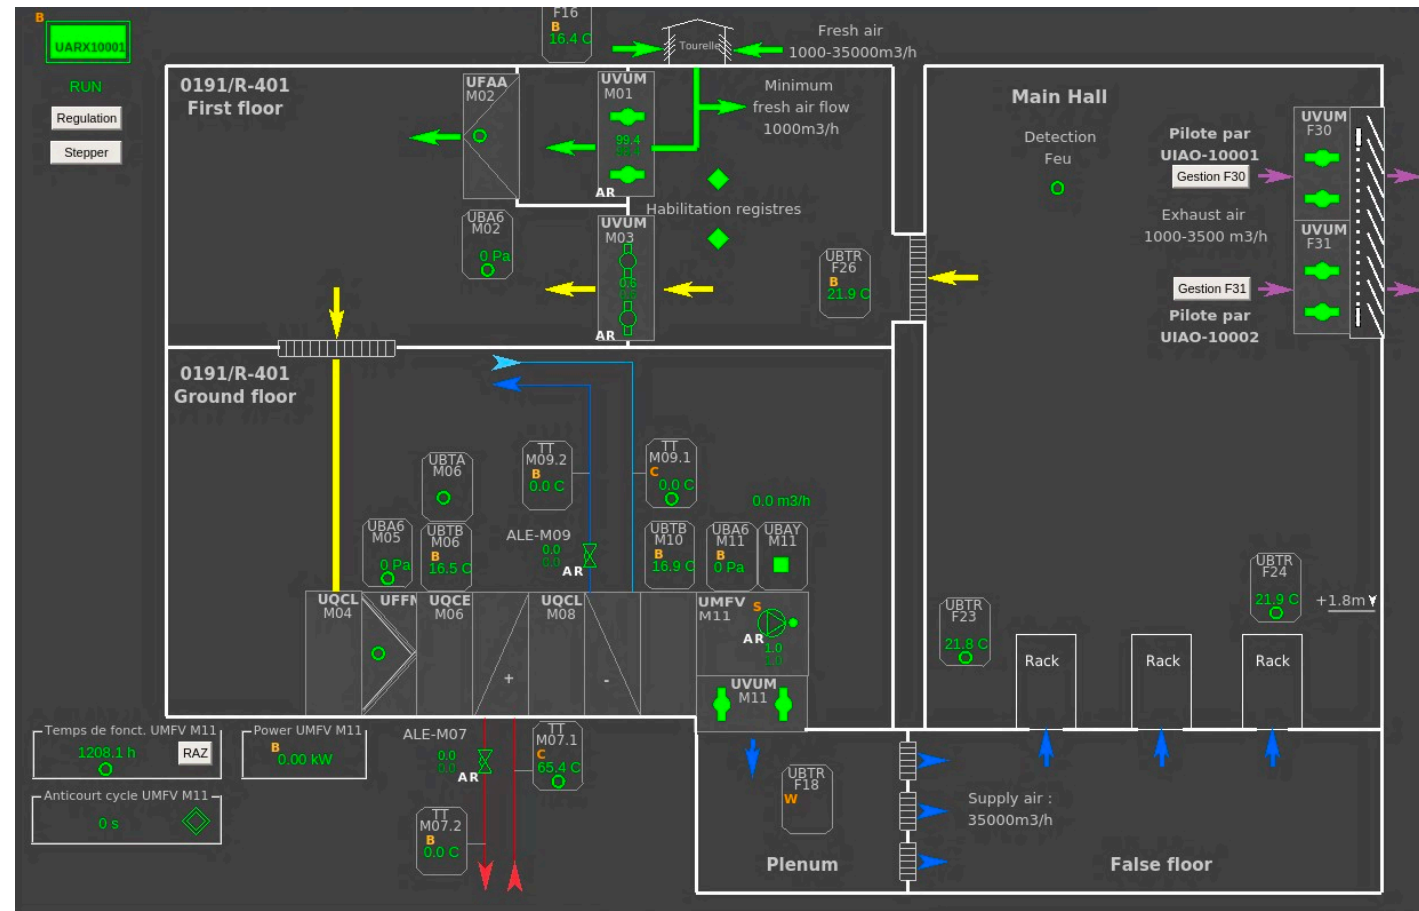 B
UARX10001
RUN
Regulation
Stepper
0191/R-401
First floor
F16
B
16.4 C
Tourelle
Fresh air
1000-35000m3/h
Minimum
fresh air flow
1000m3/h
UFAA
M02
UVUM
M01
99.4
AR
Habilitation registres
UBA6
M02
0 Pa
UVUM
M03
0.6
AR
UBTR
F26
B
21.9 C
Main Hall
Detection
Feu
Pilote par
UIAO-10001
Gestion F30
Exhaust air
1000-3500 m3/h
Gestion F31
Pilote par
UIAO-10002
UVUM
F30
UVUM
F31
0191/R-401
Ground floor
UBTA
M06
TT
M09.2
B
0.0 C
TT
M09.1
C
0.0 C
0.0 m3/h
UBA6
M05
0 Pa
UBTB
M06
B
16.5 C
ALE-M09
0.0
0.0
AR
UBTB
M10
B
16.9 C
UBA6
M11
B
0 Pa
UBAY
M11
UQCL
M04
UQCE
M06
+
UQCL
M08
-
UMFV
M11
S
AR
1.0
1.0
UVUM
M11
UBTR
F23
21.8 C
UBTR
F24
21.9 C
+1.8m
Rack
Rack
Rack
Temps de fonct. UMFV M11
1208.1 h
RAZ
Power UMFV M11
B
0.00 kW
Anticourt cycle UMFV M11
0 s
ALE-M07
0.0
0.0
AR
TT
M07.1
C
65.4 C
TT
M07.2
B
0.0 C
UBTR
F18
W
Plenum
Supply air :
35000m3/h
False floor